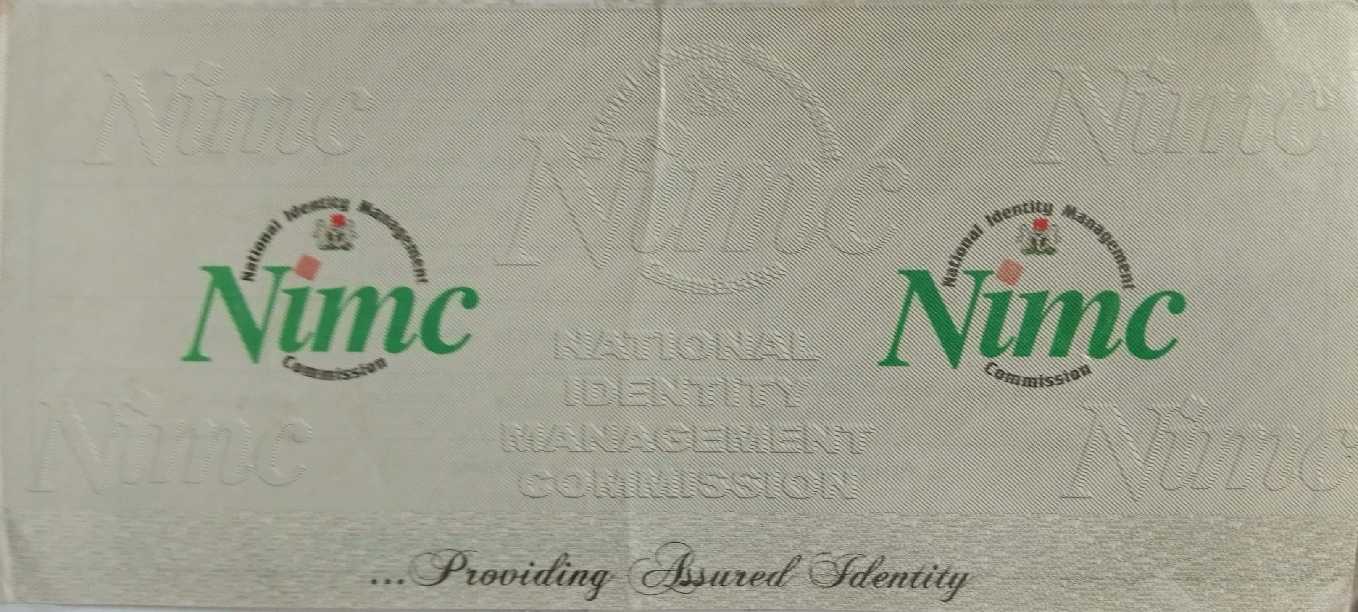 Nimc
Nimc
Nimc
National Identity Management
Nimc
Commission
National Identity Management
Nimc
Commission
NATIONAL
IDENTITY
MANAGEMENT
COMMISSION
Nimc
Nimc
...Providing Assured Identity